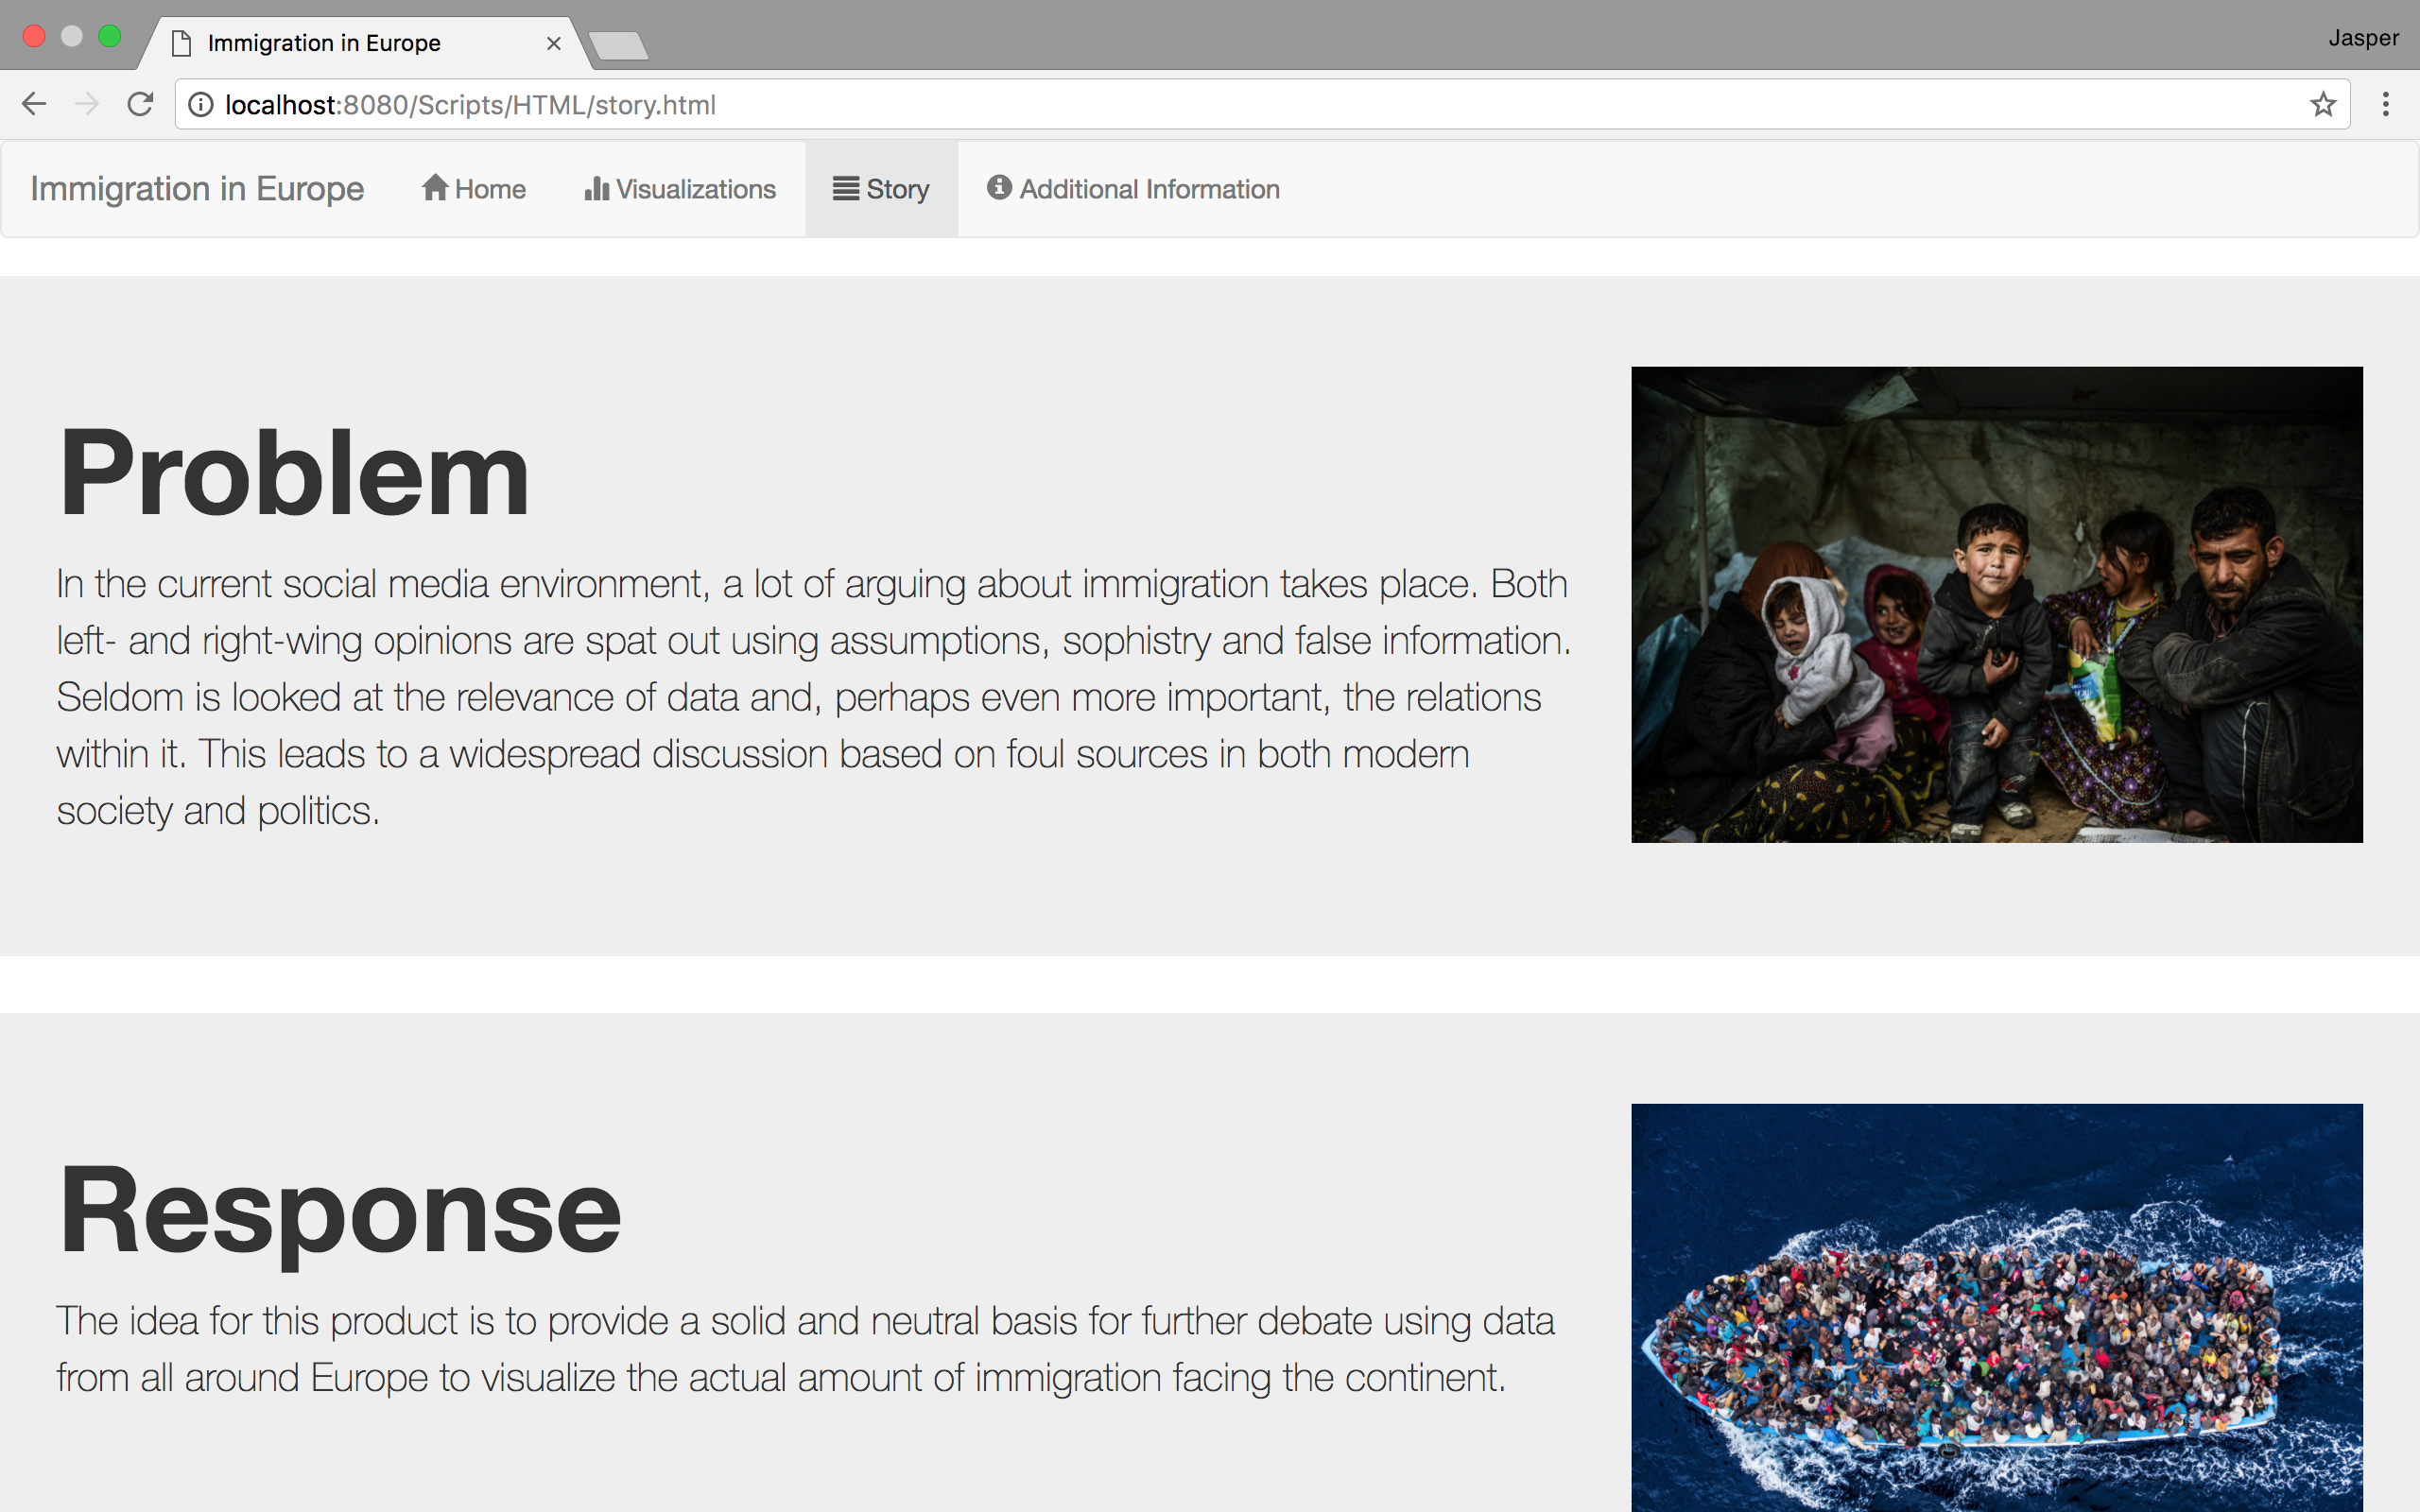 Immigration in Europe
Jasper
localhost:8080/Scripts/HTML/story.html
Immigration in Europe Home Visualizations Story Additional Information
Problem
In the current social media environment, a lot of arguing about immigration takes place. Both
left- and right-wing opinions are spat out using assumptions, sophistry and false information.
Seldom is looked at the relevance of data and, perhaps even more important, the relations
within it. This leads to a widespread discussion based on foul sources in both modern
society and politics.
Response
The idea for this product is to provide a solid and neutral basis for further debate using data
from all around Europe to visualize the actual amount of immigration facing the continent.